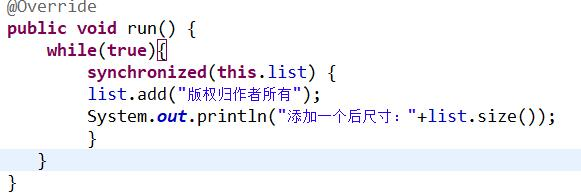 @Override
public void run() {
while(true){
synchronized(this.list) {
list.add("版权归作者所有");
System.out.println("添加一个后尺寸："+list.size());
}
}
}